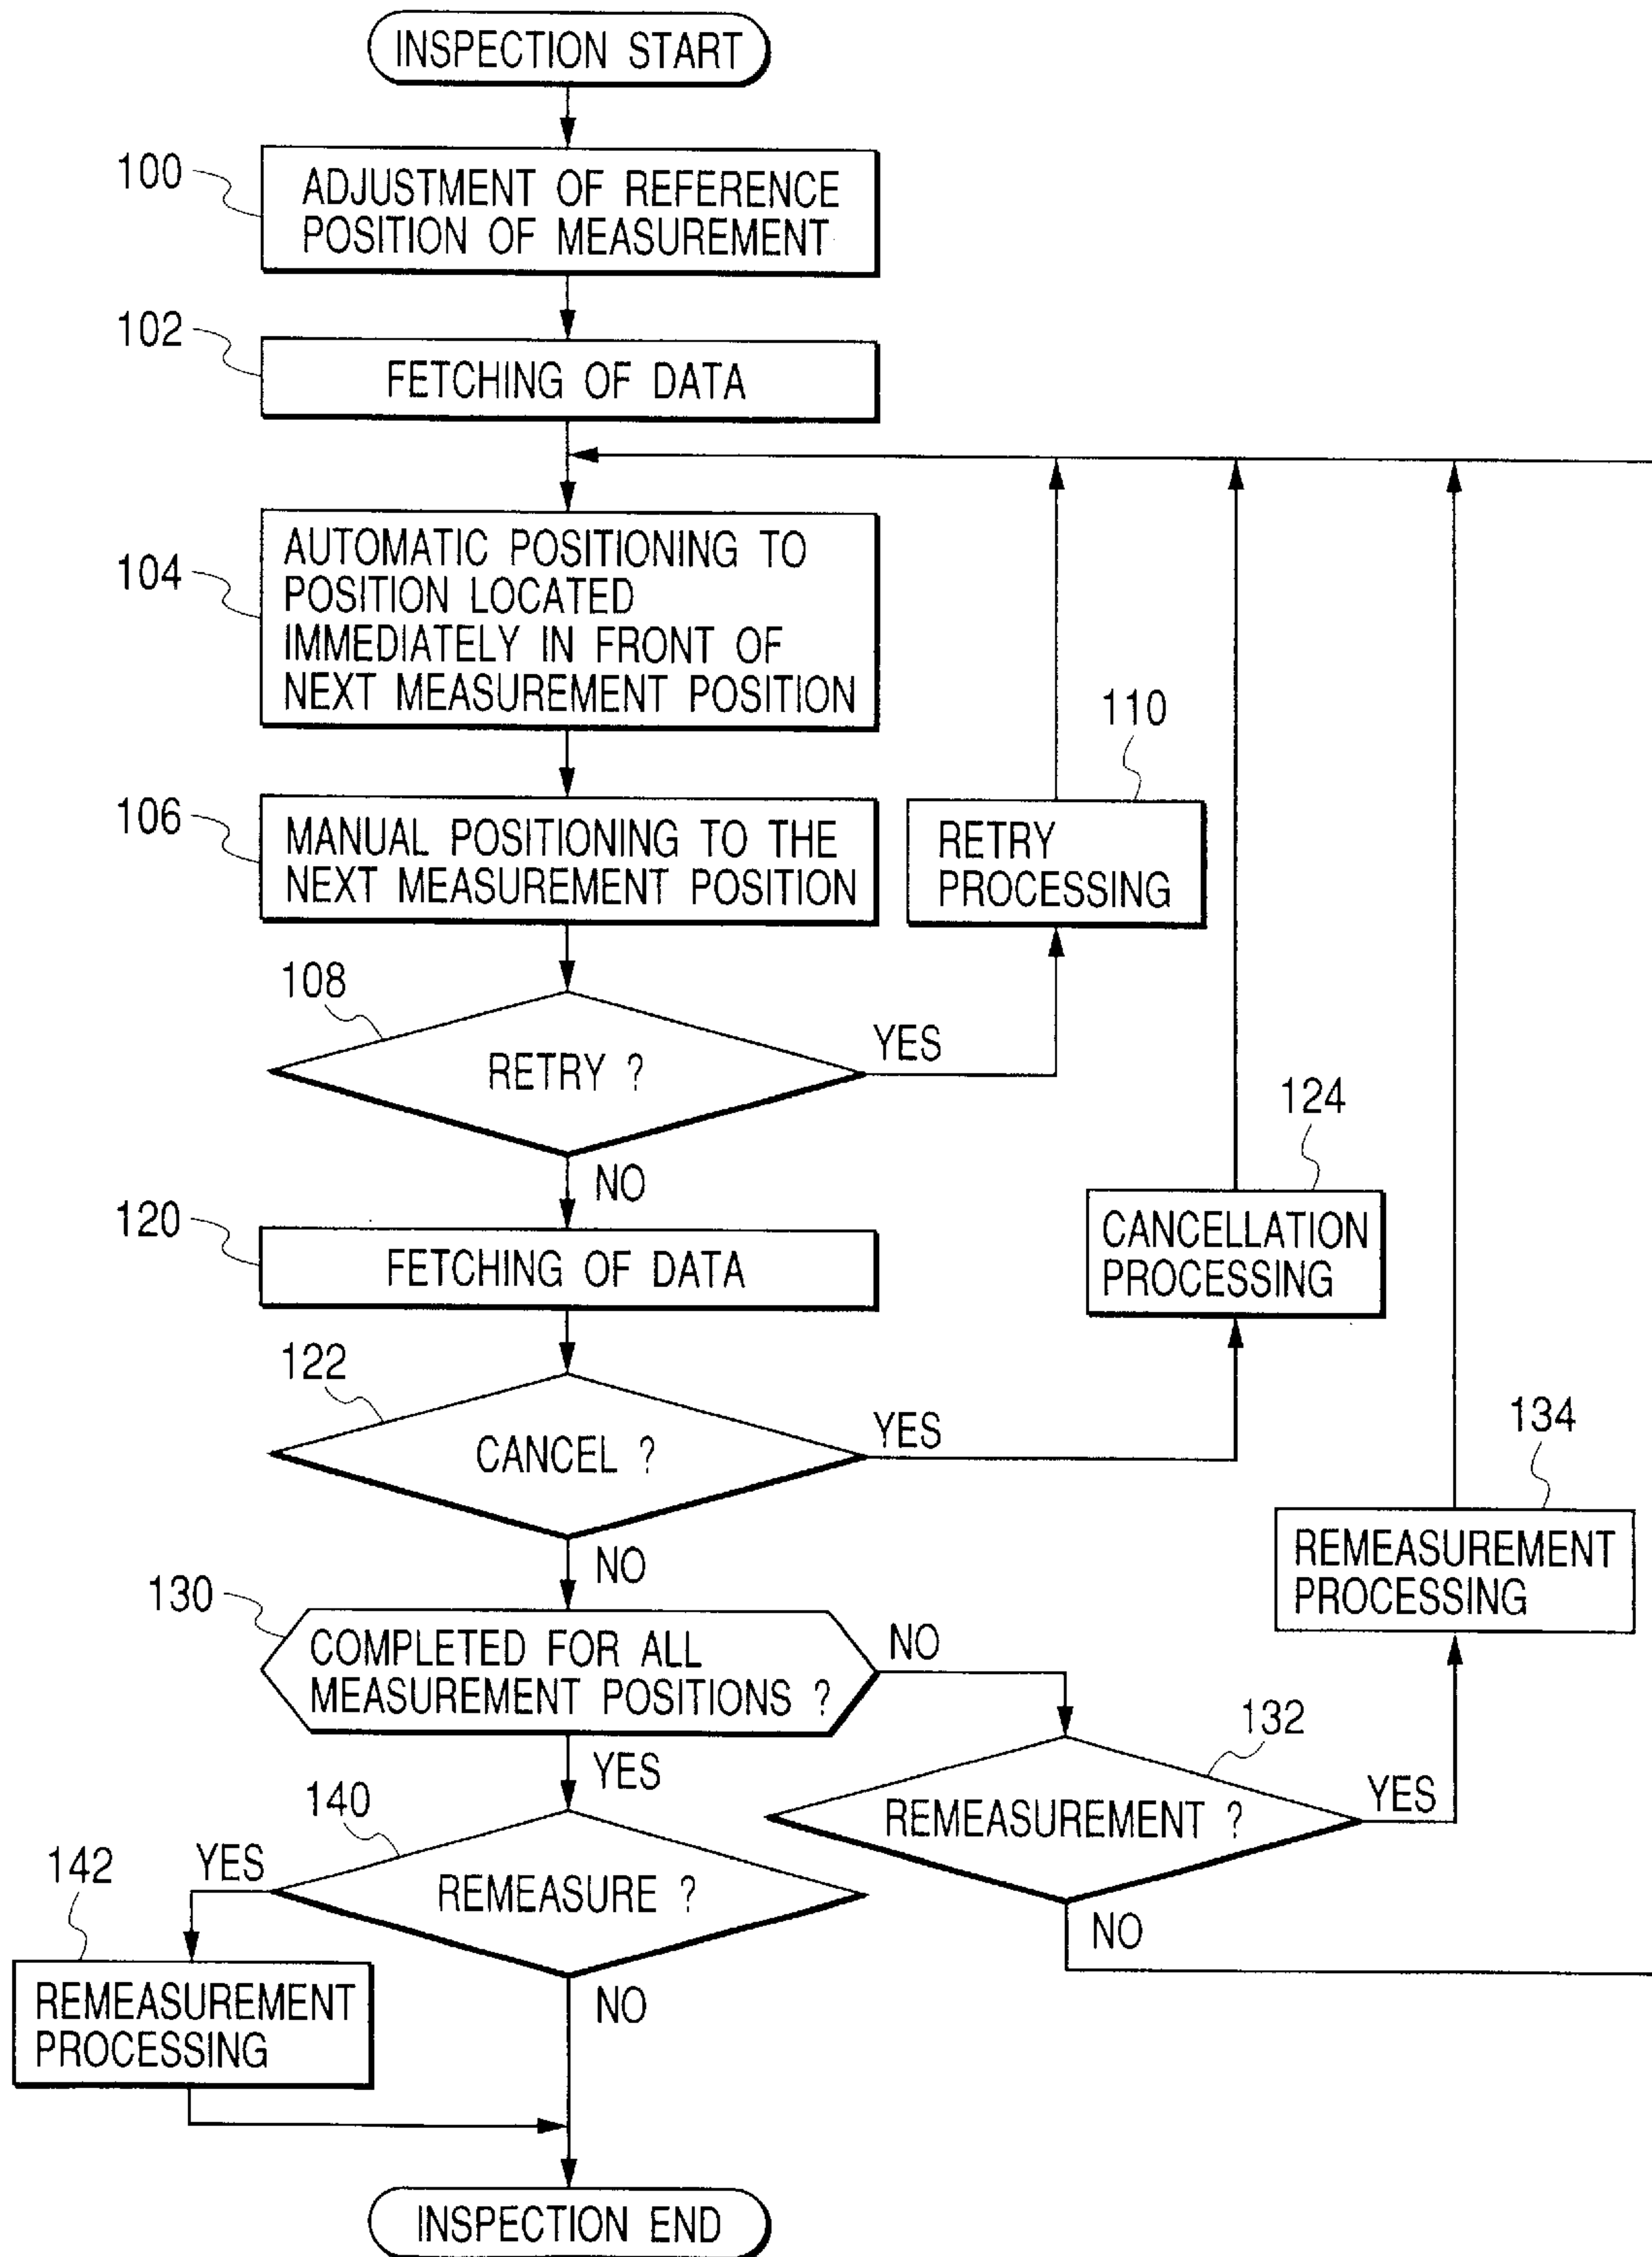 INSPECTION START
100
ADJUSTMENT OF REFERENCE
POSITION OF MEASUREMENT
102
FETCHING OF DATA
104
AUTOMATIC POSITIONING TO
POSITION LOCATED
IMMEDIATELY IN FRONT OF
NEXT MEASUREMENT POSITION
106
MANUAL POSITIONING TO THE
NEXT MEASUREMENT POSITION
110
RETRY
PROCESSING
108
RETRY ?
YES
NO
120
FETCHING OF DATA
124
CANCELLATION
PROCESSING
122
CANCEL ?
YES
NO
134
REMEASUREMENT
PROCESSING
130
COMPLETED FOR ALL
MEASUREMENT POSITIONS ?
NO
YES
132
REMEASUREMENT ?
YES
NO
140
REMEASURE ?
YES
NO
142
REMEASUREMENT
PROCESSING
INSPECTION END